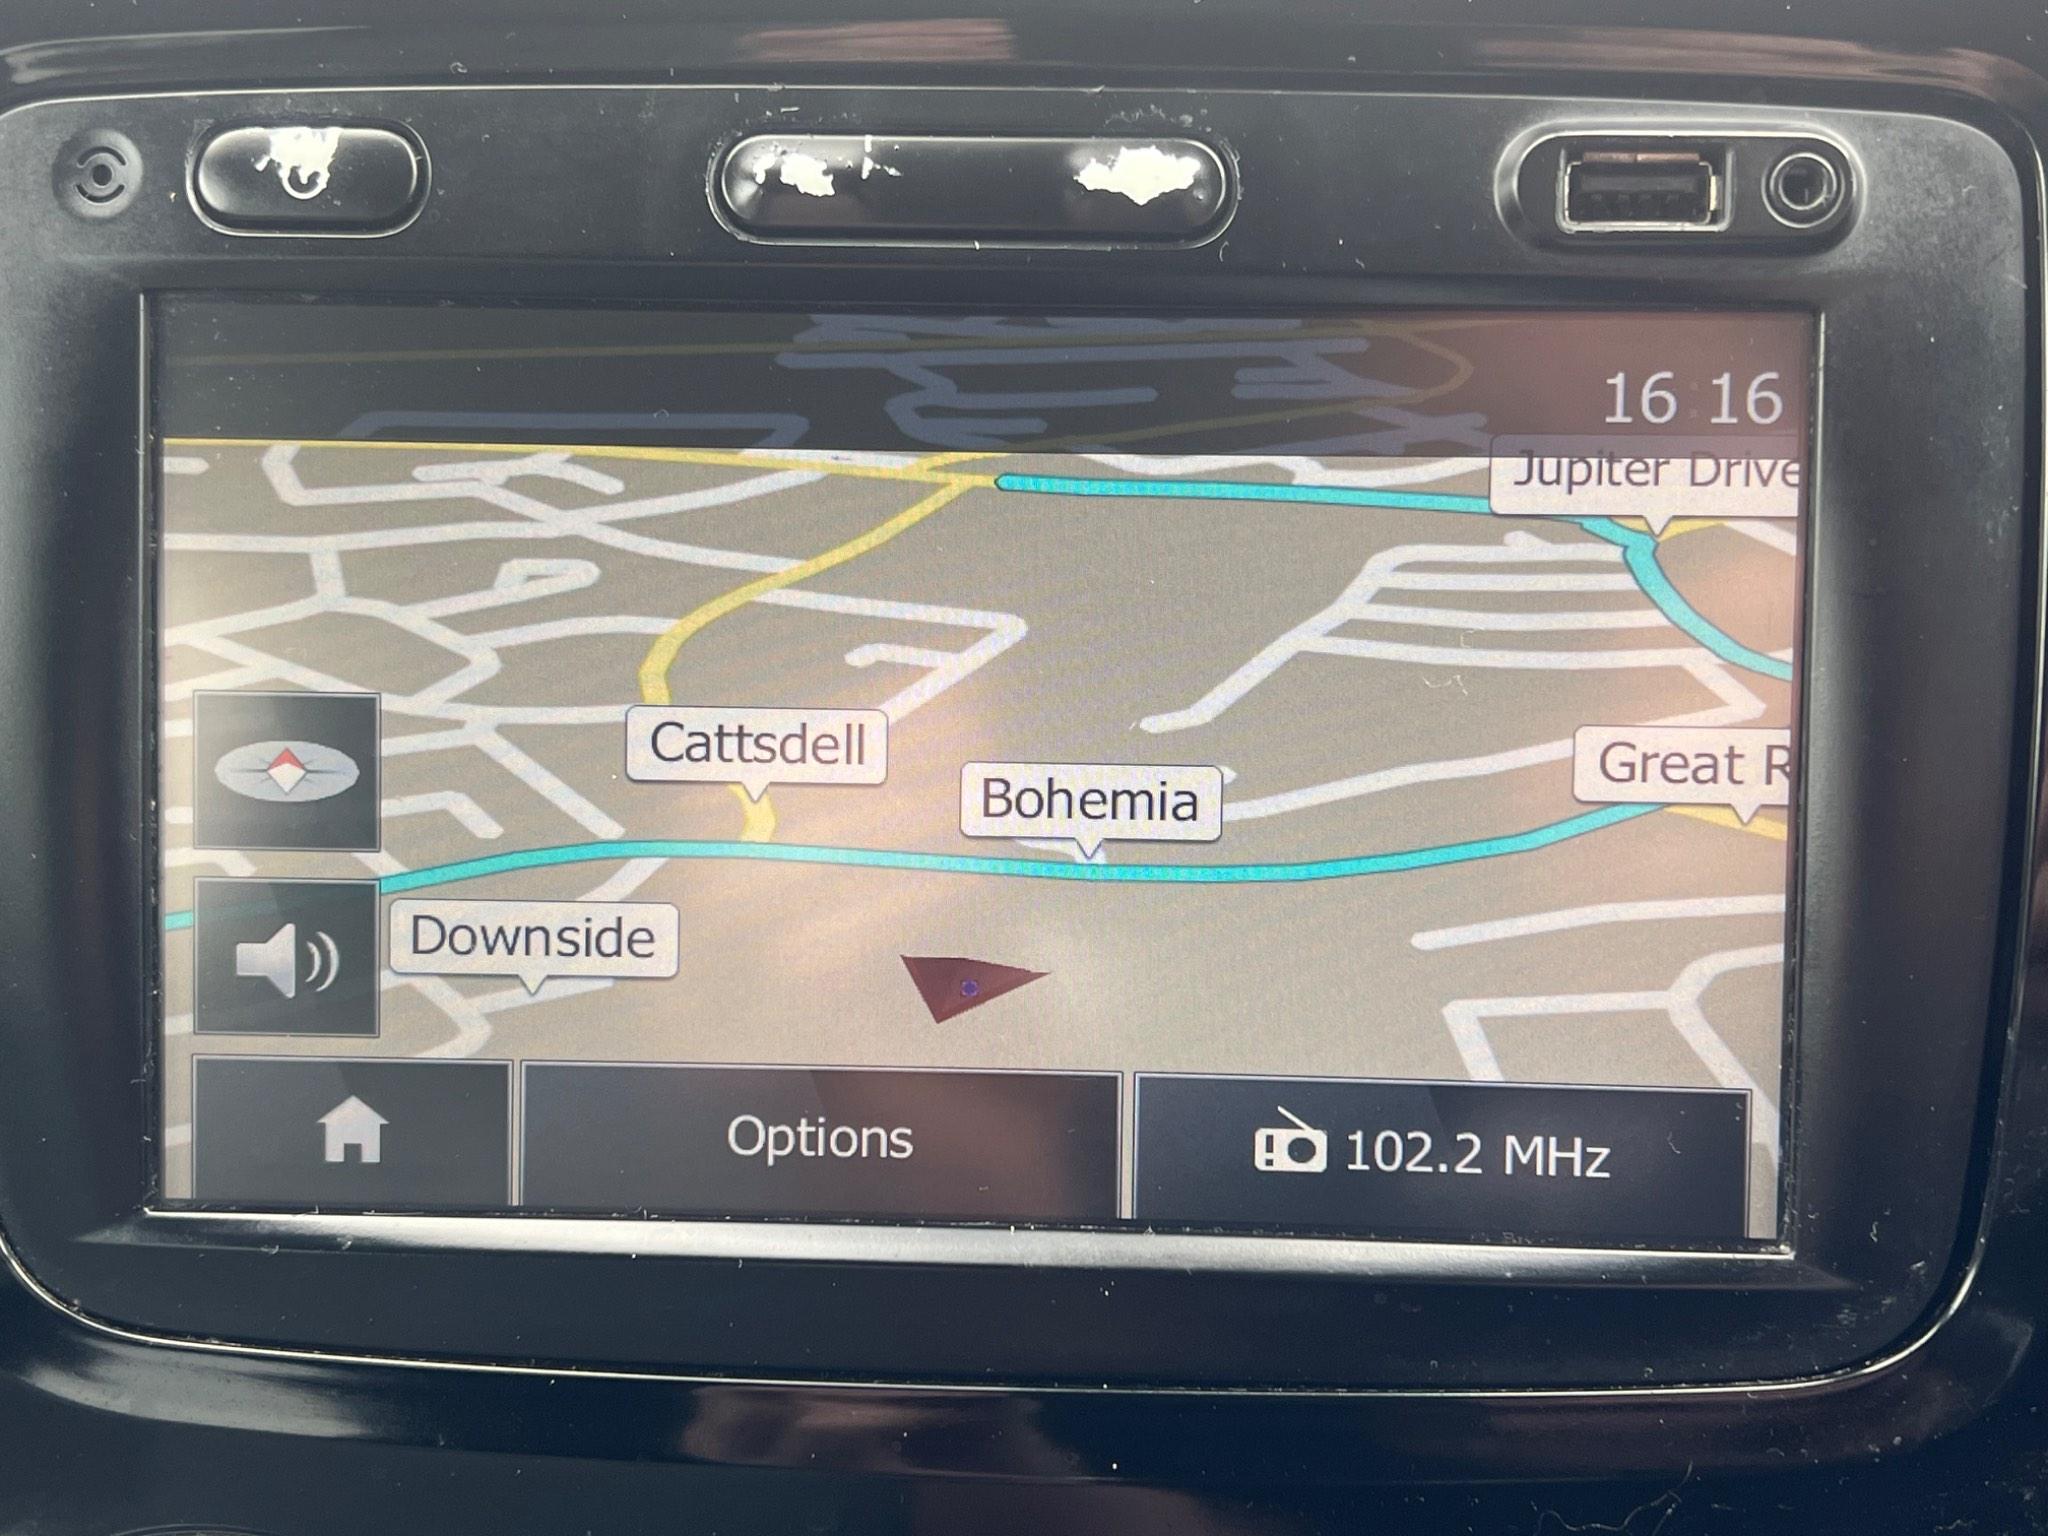 16:16
Jupiter Drive
Cattsdell
Bohemia
Great R
Downside
Options
102.2 MHz